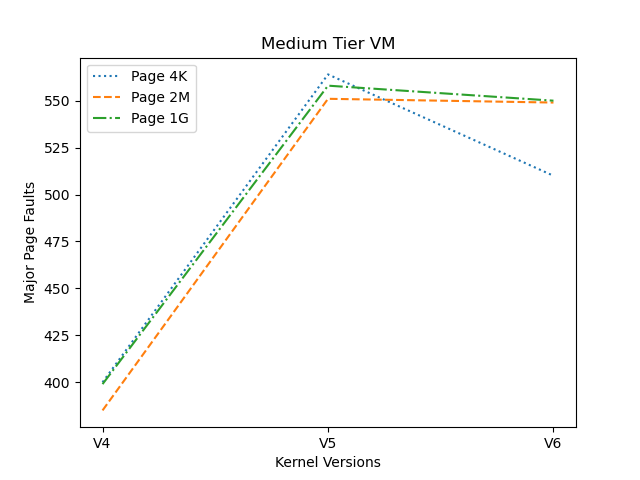 Medium Tier VM
Page 4K
Page 2M
Page 1G
550
525
500
475
450
425
400
Major Page Faults
V4 V5 V6
Kernel Versions